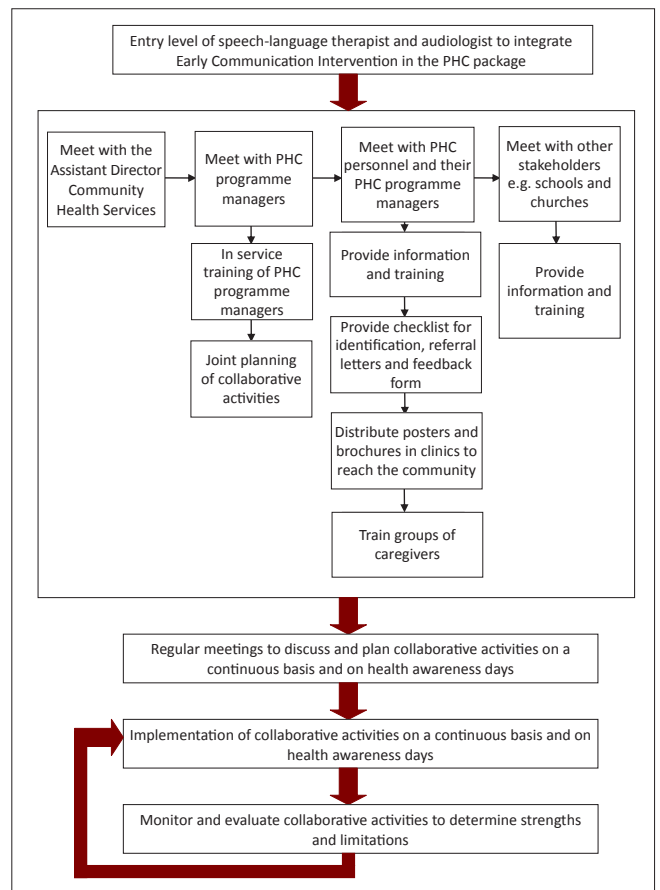 Entry level of speech-language therapist and audiologist to integrate
Early Communication Intervention in the PHC package
Meet with the
Assistant Director
Community
Health Services
Meet with PHC
programme
managers
Meet with PHC
personnel and their
PHC programme
managers
Meet with other
stakeholders
e.g. schools and
churches
In service
training of PHC
programme
managers
Joint planning
of collaborative
activities
Provide information
and training
Provide checklist for
identification, referral
letters and feedback
form
Distribute posters and
brochures in clinics to
reach the community
Train groups of
caregivers
Provide
information and
training
Regular meetings to discuss and plan collaborative activities on a
continuous basis and on health awareness days
Implementation of collaborative activities on a continuous basis and on
health awareness days
Monitor and evaluate collaborative activities to determine strengths
and limitations